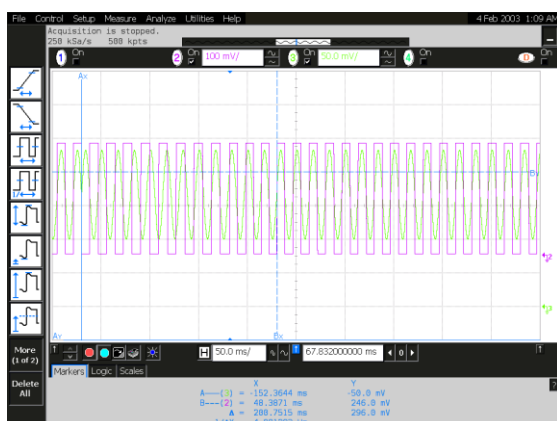 File Control Setup Measure Analyze Utilities Help 4 Feb 2003 1:09 AM
Acquisition is stopped.
250 kSa/s 500 kpts
1 On 2 On 100 mV/ 3 On 50.0 mV/ 4 On D
Ax
By
2
3
Ay Bx
More
(1 of 2)
Delete
All
H 50.0 ms/ T 67.832000000 ms 0 T
Markers Logic Scales ?
X Y
A---(3) = -152.3644 ms -50.0 mV
B---(2) = 48.3871 ms 246.0 mV
Δ = 200.7515 ms 296.0 mV